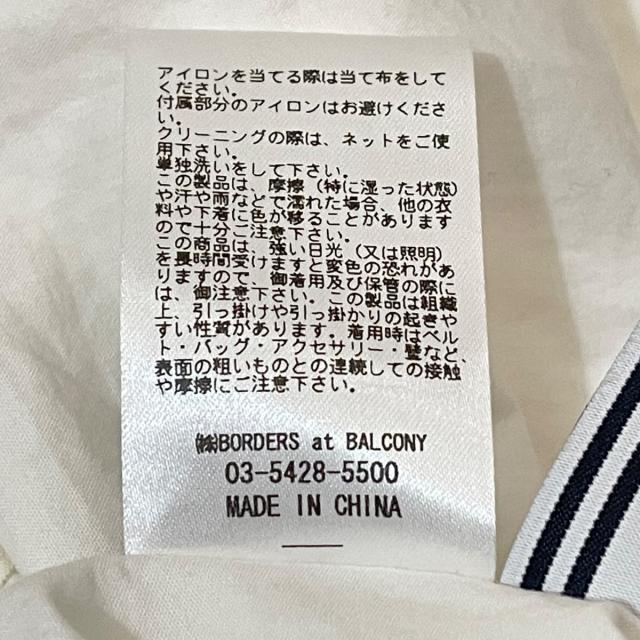 アイロンを当てる際は当て布をして
ください。
付属部分のアイロンはお避けくださ
い。
クリーニングの際は、ネットをご使
用下さい。
単独洗いをして下さい。
この製品は、摩擦（特に湿った状態）
や汗や雨などで濡れた場合、他の衣
料や下着に色が移ることがあります
ので十分ご注意下さい。
この商品は、強い日光（又は照明）
を長時間受けますと変色の恐れがあ
りますので、御着用及び保管の際に
は、御注意下さい。この製品は組織
上、引っ掛けや引っ掛かりの起きや
すい性質があります。着用時はベル
ト・バッグ・アクセサリー・壁など、
表面の粗いものとの連続しての接触
や摩擦にご注意下さい。
㈱BORDERS at BALCONY
03-5428-5500
MADE IN CHINA